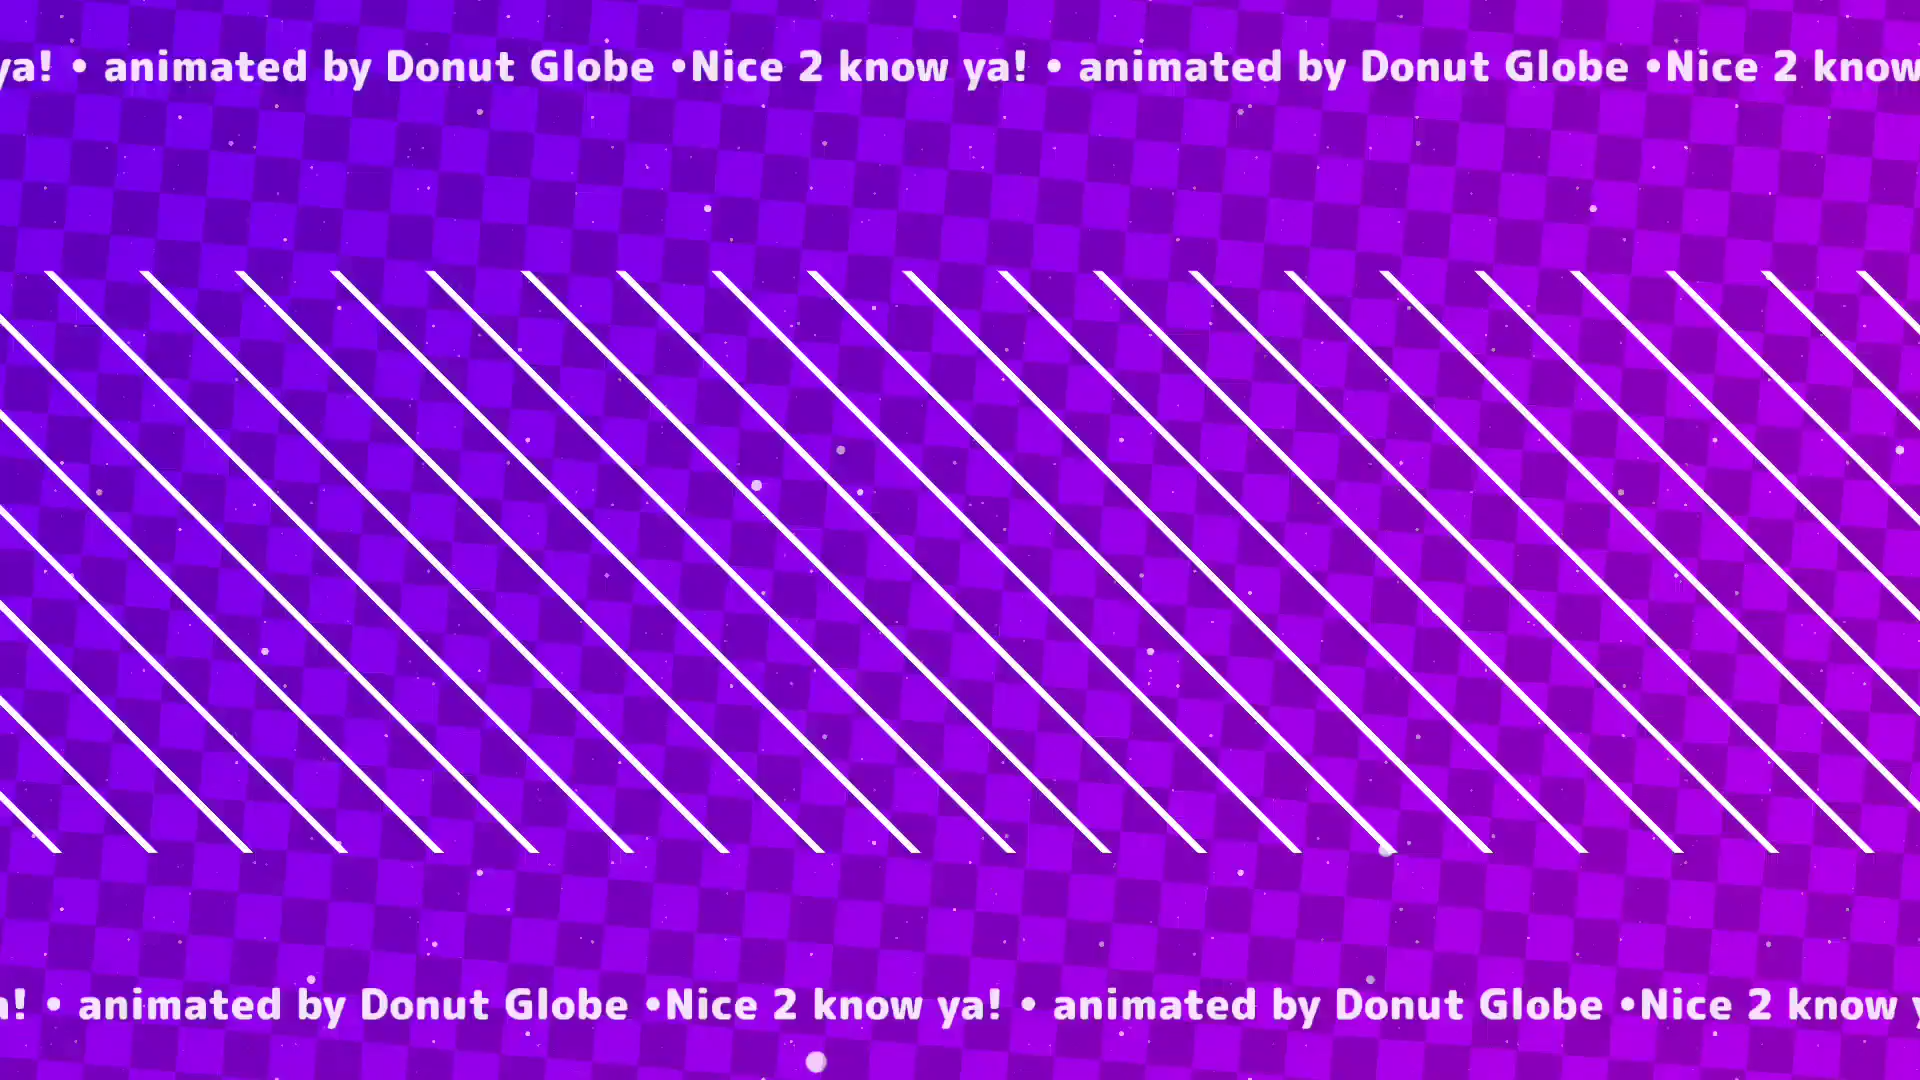 ya! • animated by Donut Globe •Nice 2 know ya! • animated by Donut Globe •Nice 2 know
a! • animated by Donut Globe •Nice 2 know ya! • animated by Donut Globe •Nice 2 know y